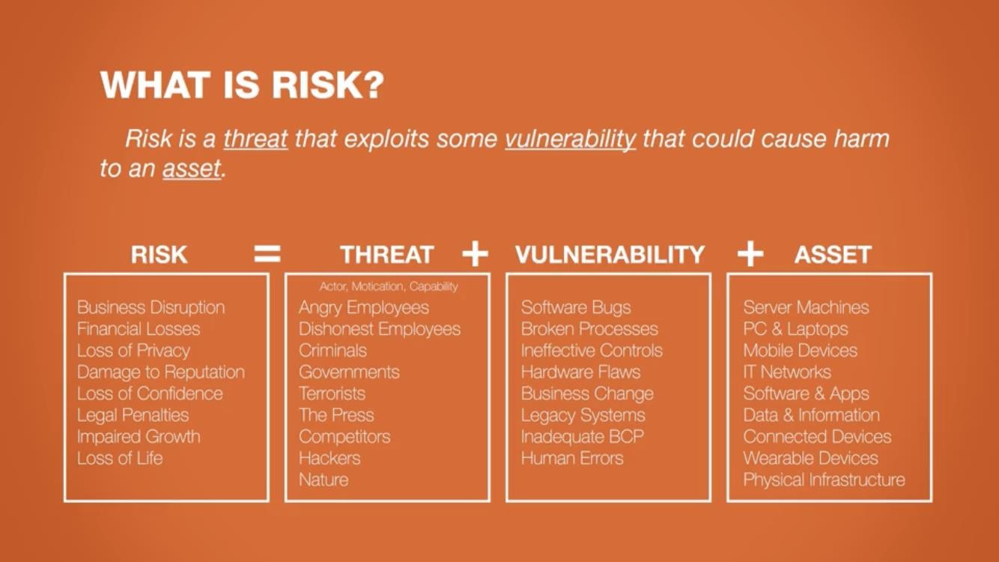 WHAT IS RISK?
Risk is a threat that exploits some vulnerability that could cause harm
to an asset.
RISK = THREAT + VULNERABILITY + ASSET
Business Disruption
Financial Losses
Loss of Privacy
Damage to Reputation
Loss of Confidence
Legal Penalties
Impaired Growth
Loss of Life
Actor, Motication, Capability
Angry Employees
Dishonest Employees
Criminals
Governments
Terrorists
The Press
Competitors
Hackers
Nature
Software Bugs
Broken Processes
Ineffective Controls
Hardware Flaws
Business Change
Legacy Systems
Inadequate BCP
Human Errors
Server Machines
PC & Laptops
Mobile Devices
IT Networks
Software & Apps
Data & Information
Connected Devices
Wearable Devices
Physical Infrastructure